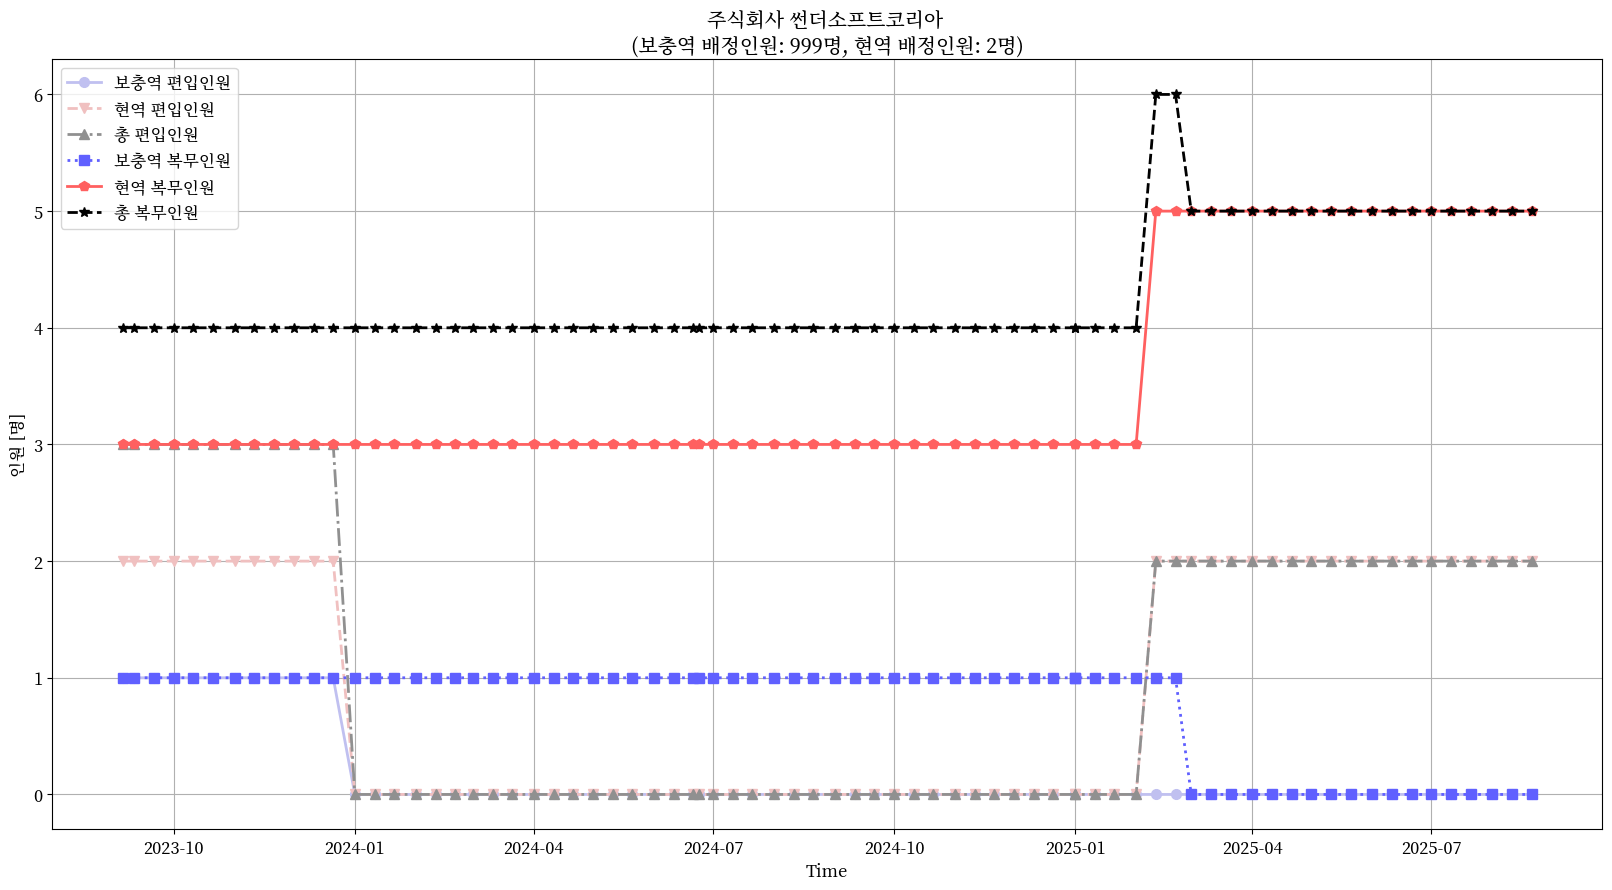 주식회사 썬더소프트코리아
(보충역 배정인원: 999명, 현역 배정인원: 2명)
보충역 편입인원
현역 편입인원
총 편입인원
보충역 복무인원
현역 복무인원
총 복무인원
인원 [명]
6
5
4
3
2
1
0
2023-10
2024-01
2024-04
2024-07
2024-10
2025-01
2025-04
2025-07
Time